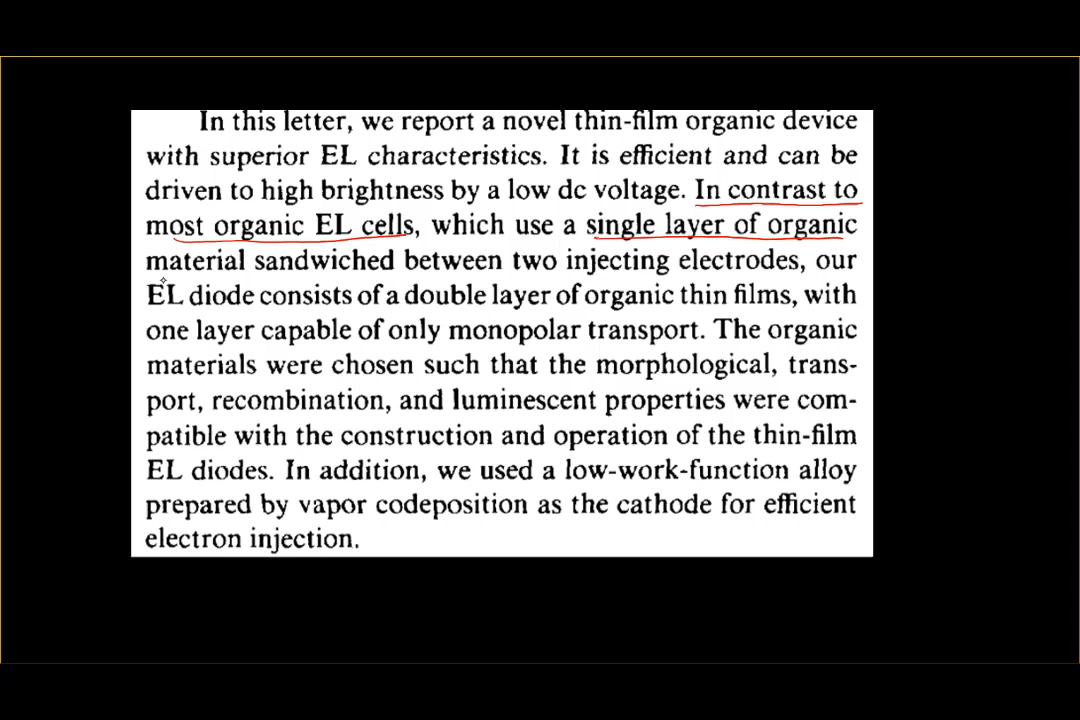 In this letter, we report a novel thin-film organic device
with superior EL characteristics. It is efficient and can be
driven to high brightness by a low dc voltage. In contrast to
most organic EL cells, which use a single layer of organic
material sandwiched between two injecting electrodes, our
EL diode consists of a double layer of organic thin films, with
one layer capable of only monopolar transport. The organic
materials were chosen such that the morphological, trans-
port, recombination, and luminescent properties were com-
patible with the construction and operation of the thin-film
EL diodes. In addition, we used a low-work-function alloy
prepared by vapor codeposition as the cathode for efficient
electron injection.